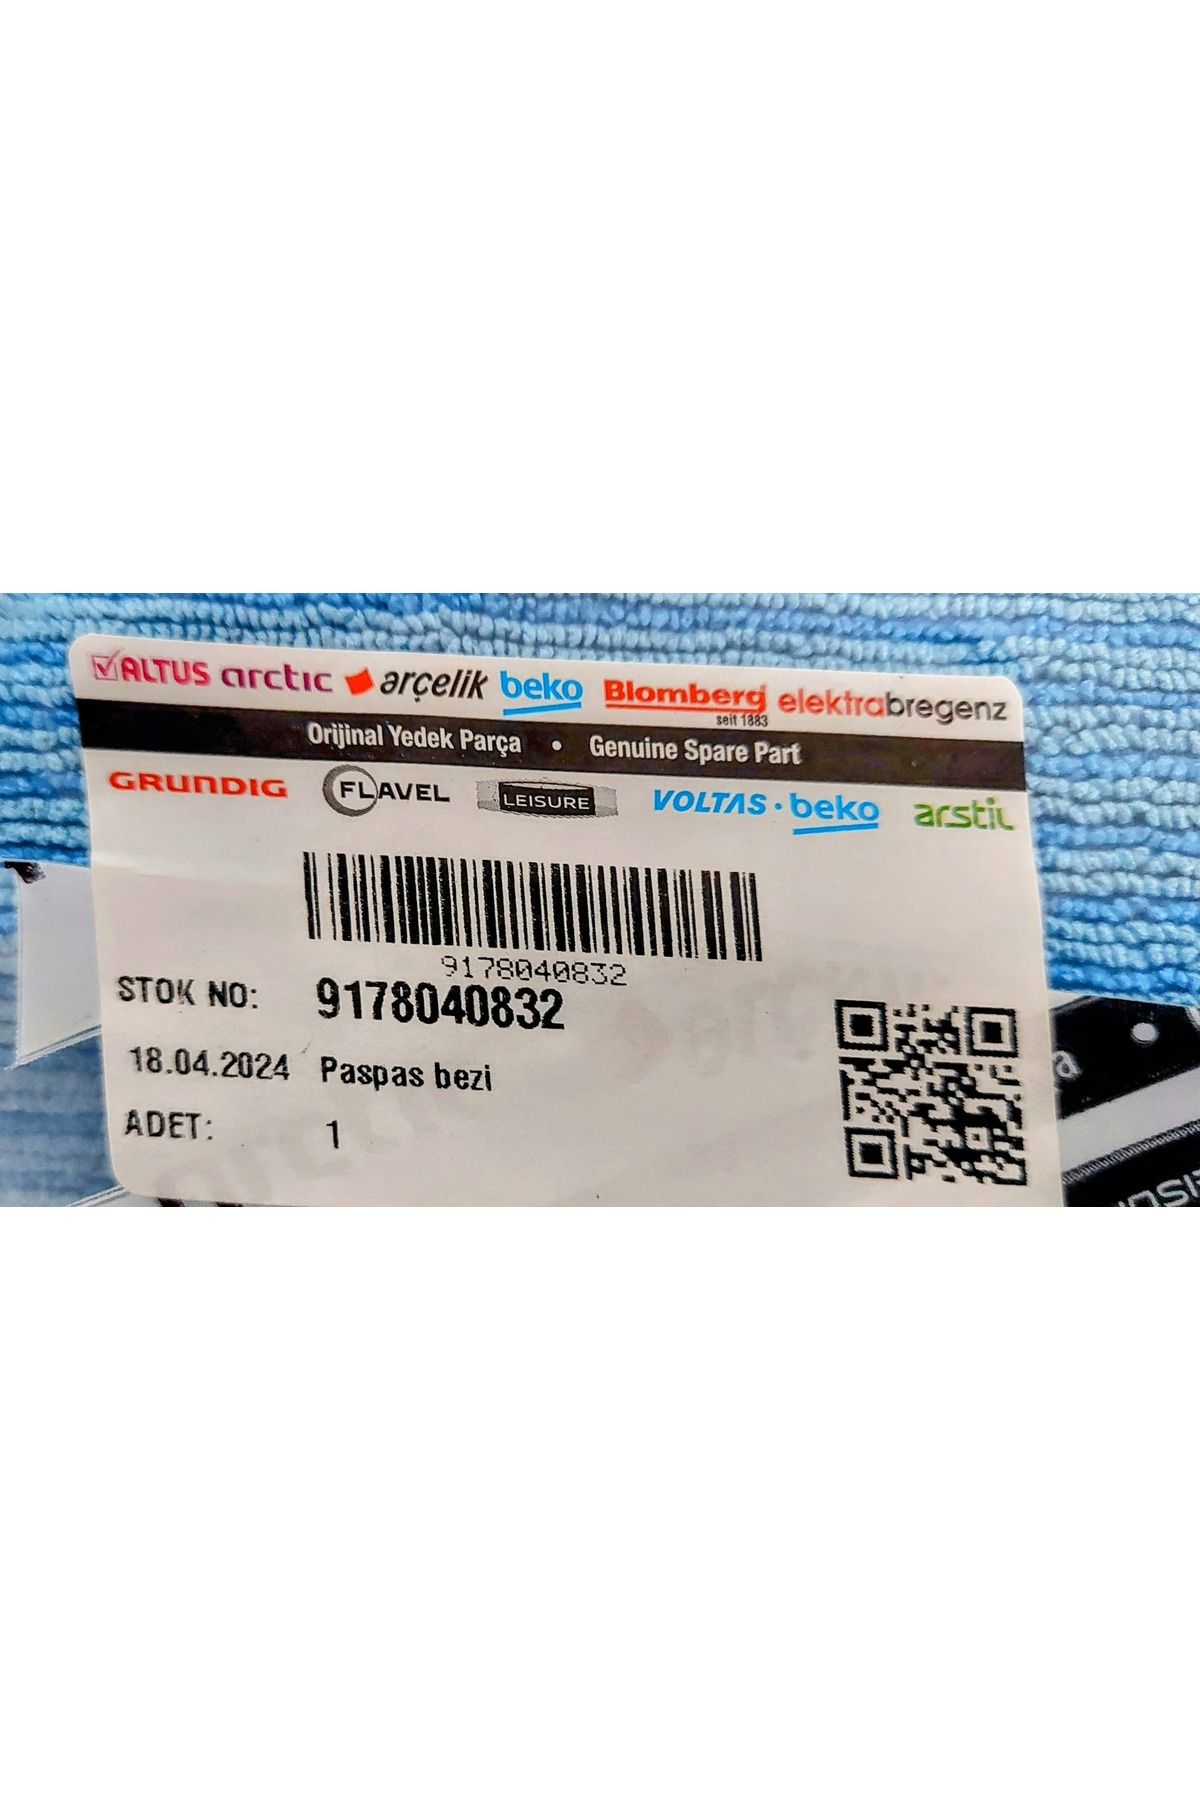 ALTUS arctic arçelik beko Blomberg elektrabregenz
seit 1883
Orijinal Yedek Parça • Genuine Spare Part
GRUNDIG FLAVEL LEISURE VOLTAS · beko arstil
9178040832
STOK NO: 9178040832
18.04.2024 Paspas bezi
ADET: 1